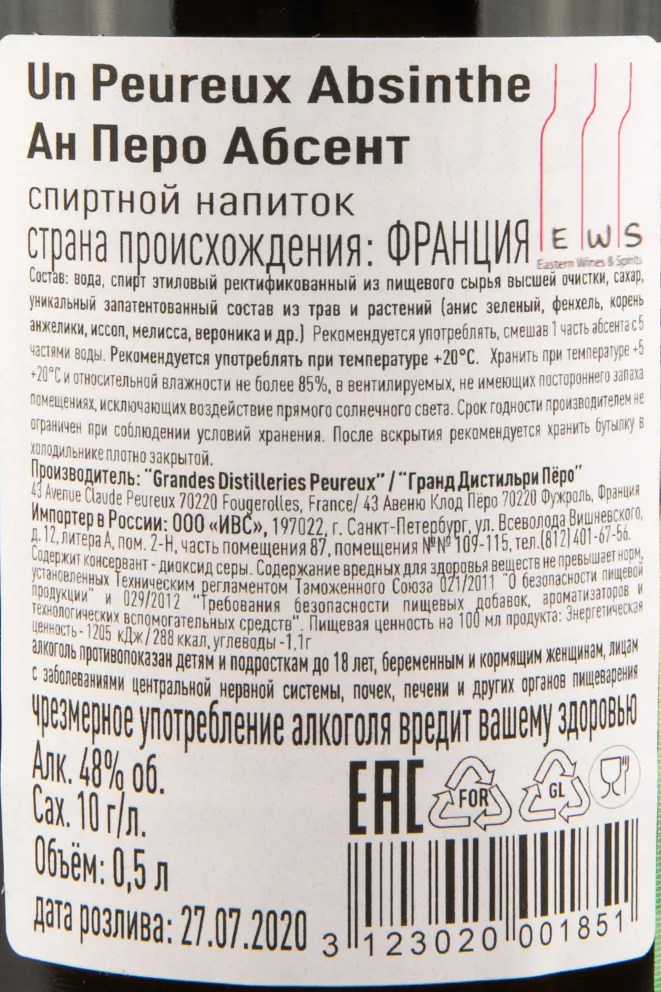 Un Peureux Absinthe
Ан Перо Абсент
спиртной напиток
страна происхождения: ФРАНЦИЯ
E W S
Eastern Wines & Spirits
Состав: вода, спирт этиловый ректификованный из пищевого сырья высшей очистки, сахар,
уникальный запатентованный состав из трав и растений (анис зеленый, фенхель, корень
анжелики, иссоп, мелисса, вероника и др.) Рекомендуется употреблять, смешав 1 часть абсента с 5
частями воды. Рекомендуется употреблять при температуре +20°C. Хранить при температуре +5
+20°C и относительной влажности не более 85%, в вентилируемых, не имеющих постороннего запаха
помещениях, исключающих воздействие прямого солнечного света. Срок годности производителем не
ограничен при соблюдении условий хранения. После вскрытия рекомендуется хранить бутылку в
холодильнике плотно закрытой.
Производитель: "Grandes Distilleries Peureux" / "Гранд Дистильри Пёро"
43 Avenue Claude Peureux 70220 Fougerolles, France/ 43 Авеню Клод Пёро 70220 Фужроль, Франция
Импортер в России: ООО «ИВС», 197022, г. Санкт-Петербург, ул. Всеволода Вишневского,
д. 12, литера А, пом. 2-Н, часть помещения 87, помещения №№ 109-115, тел.(812) 401-67-56.
Содержит консервант - диоксид серы. Содержание вредных для здоровья веществ не превышает норм,
установленных Техническим регламентом Таможенного Союза 021/2011 "О безопасности пищевой
продукции" и 029/2012 "Требования безопасности пищевых добавок, ароматизаторов и
технологических вспомогательных средств". Пищевая ценность на 100 мл продукта: Энергетическая
ценность - 1205 кДж/288 ккал, углеводы -1,1г
алкоголь противопоказан детям и подросткам до 18 лет, беременным и кормящим женщинам, лицам
с заболеваниями центральной нервной системы, почек, печени и других органов пищеварения
чрезмерное употребление алкоголя вредит вашему здоровью
Алк. 48% об.
Сах. 10 г/л.
Объём: 0,5 л
дата розлива: 27.07.2020
EAC
FOR
GL
3 123020 001851